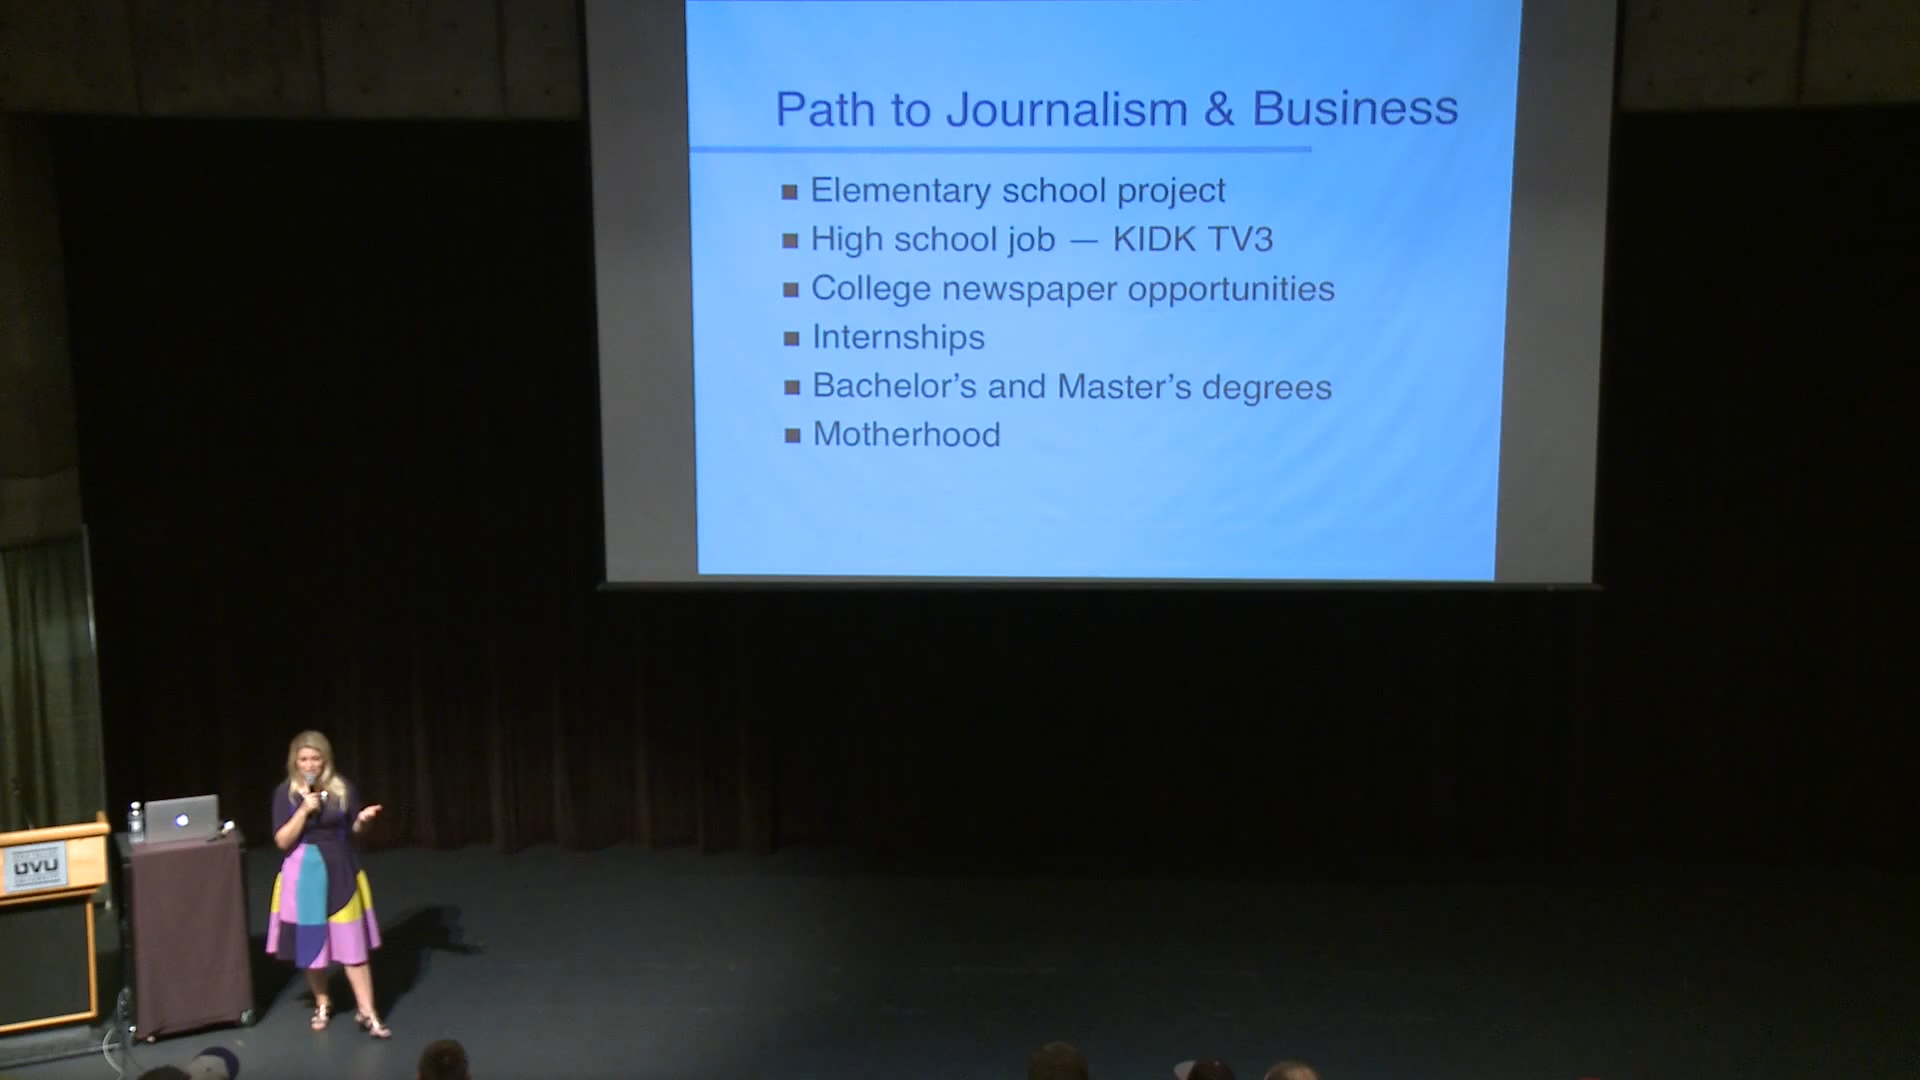 Path to Journalism & Business
Elementary school project
High school job — KIDK TV3
College newspaper opportunities
Internships
Bachelor's and Master's degrees
Motherhood
UVU